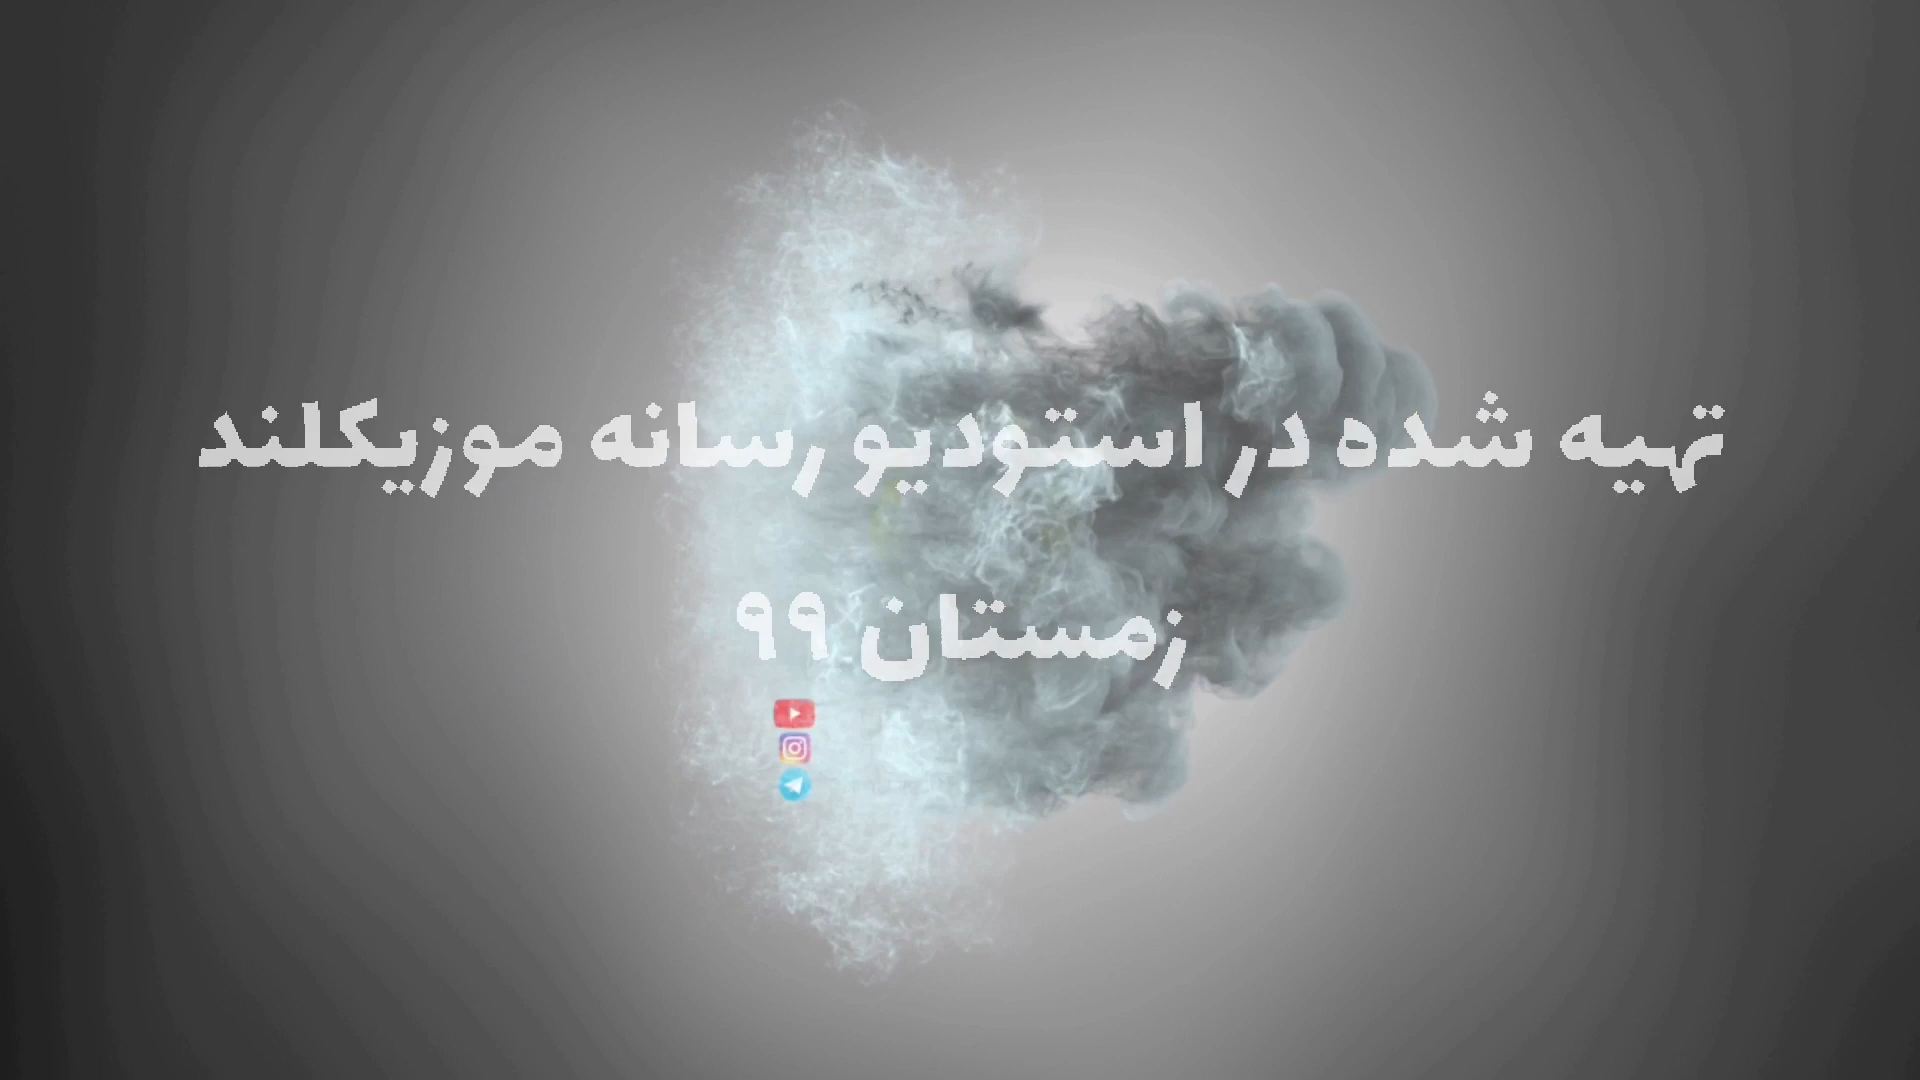 تهیه شده در استودیو رسانه موزیکلند
زمستان ۹۹